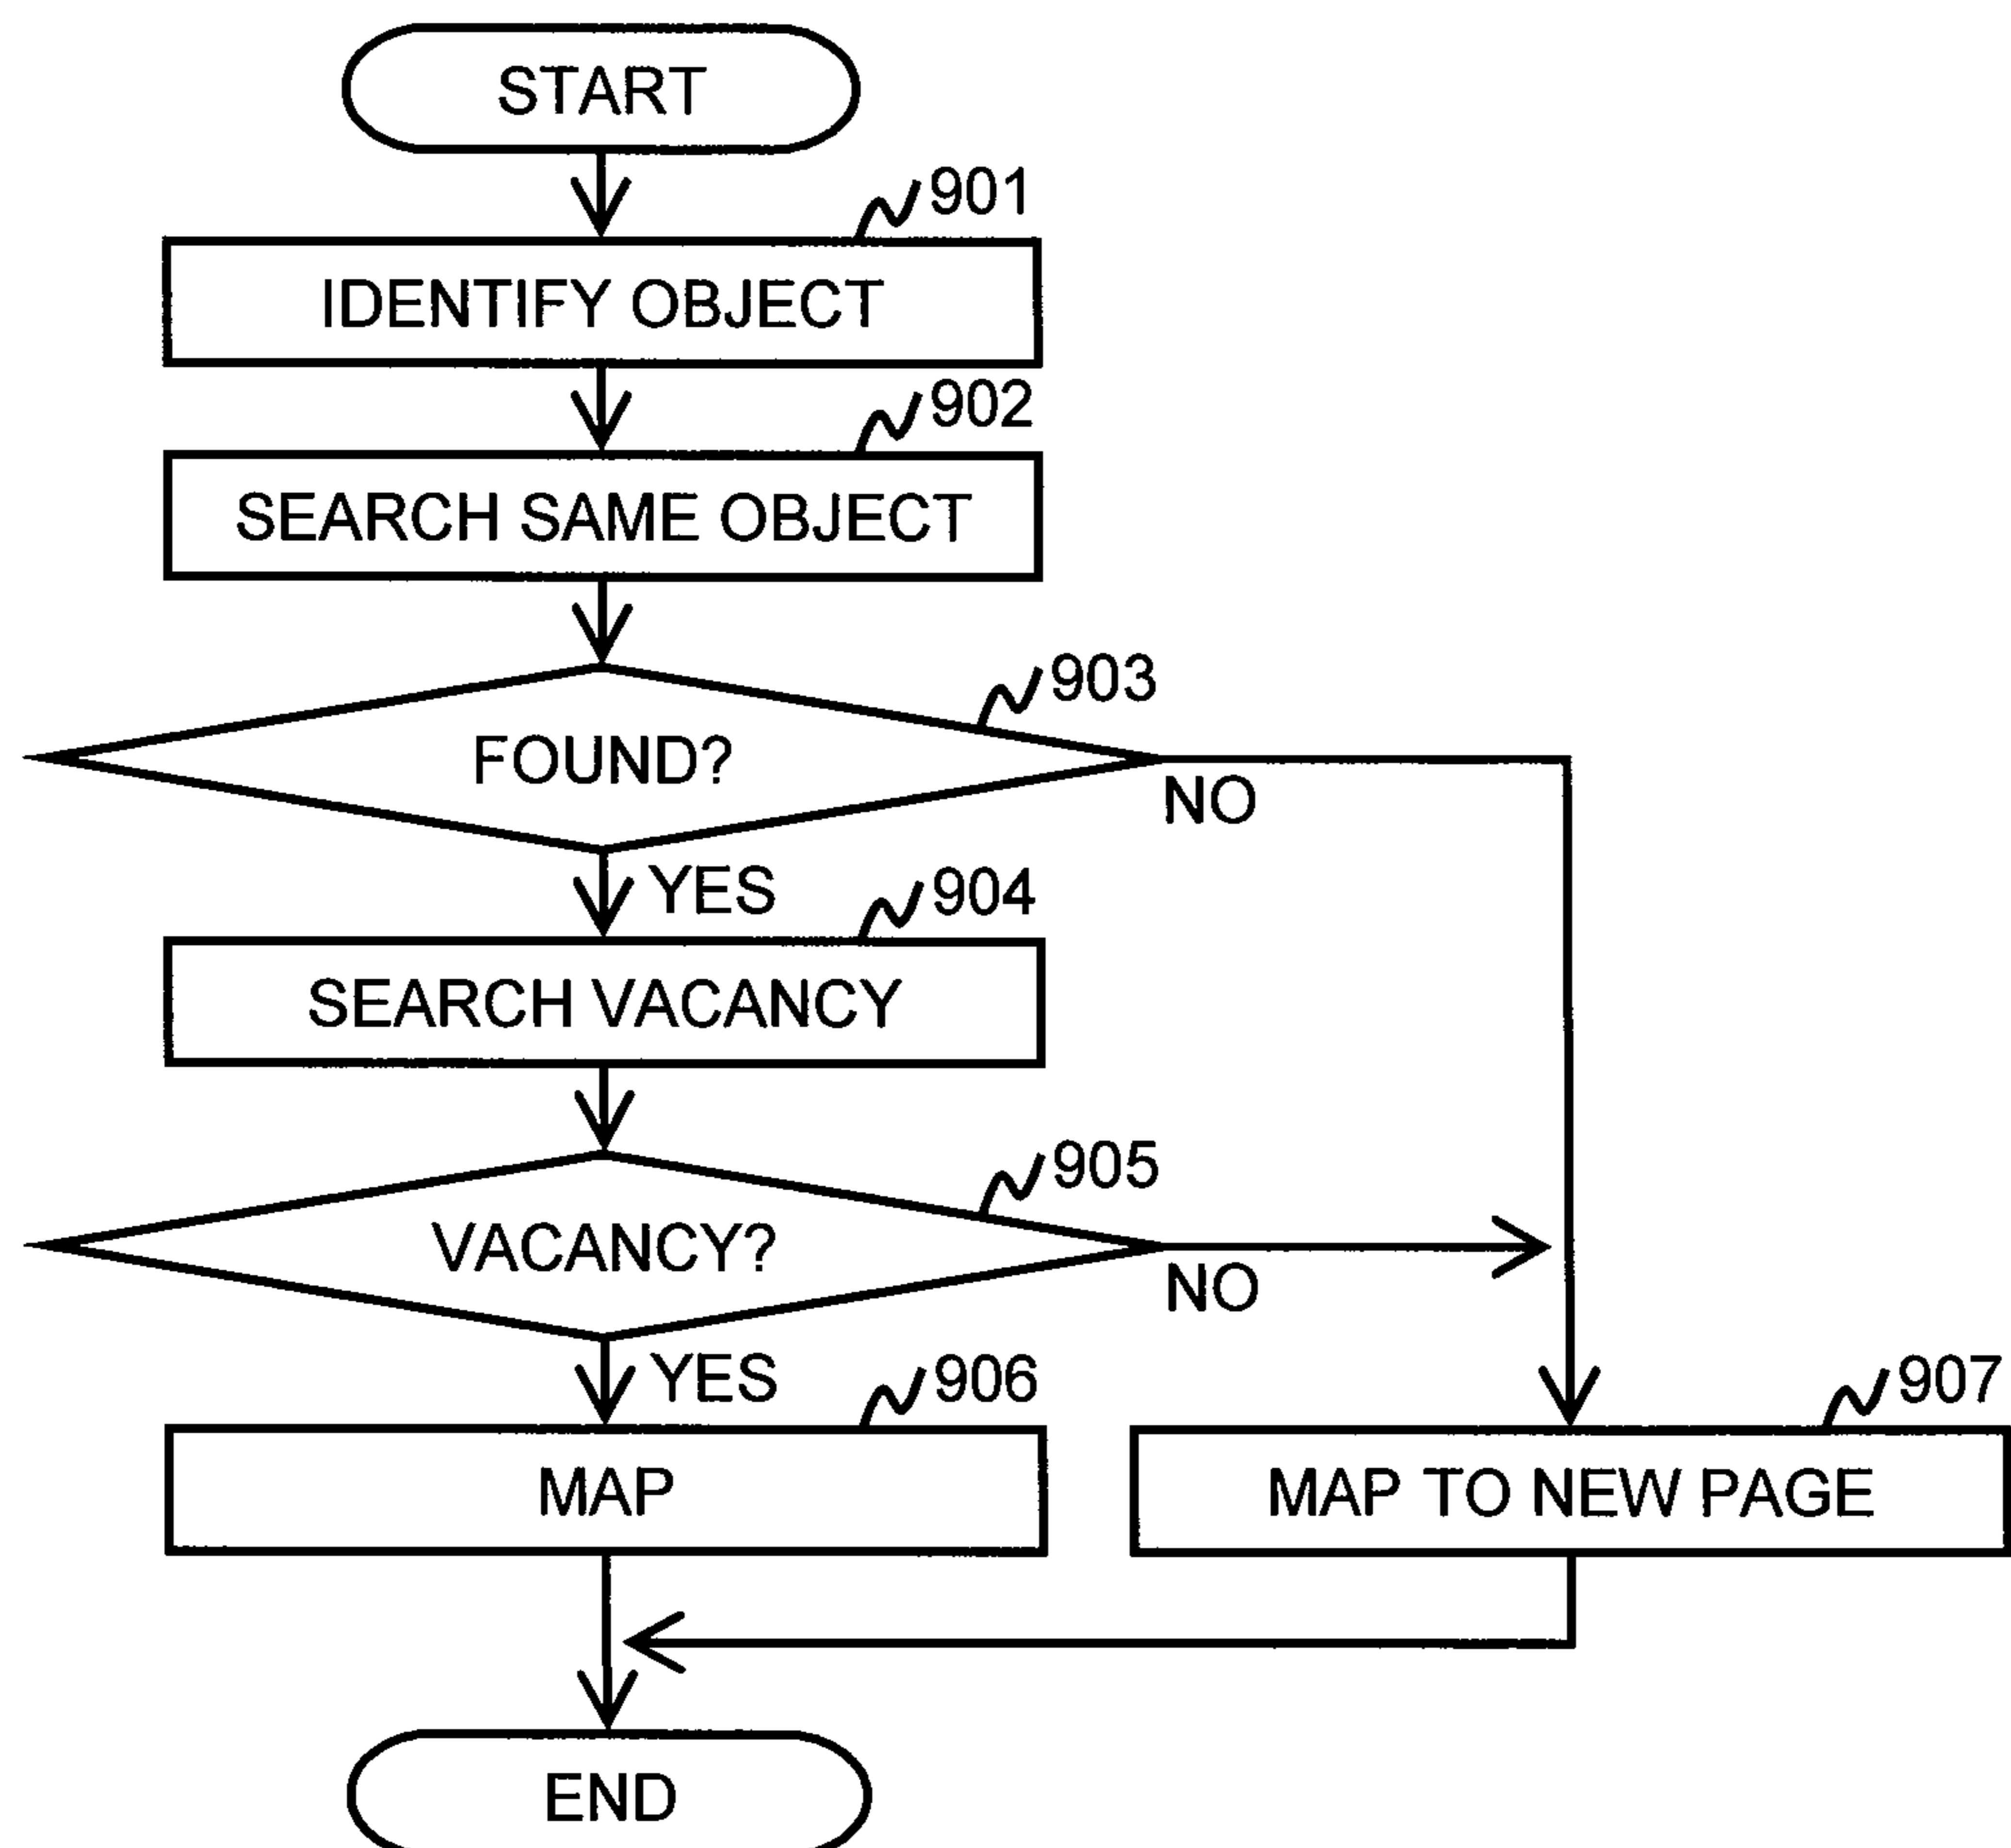 START
901
IDENTIFY OBJECT
902
SEARCH SAME OBJECT
903
FOUND?
NO
YES
904
SEARCH VACANCY
905
VACANCY?
NO
YES
906
907
MAP
MAP TO NEW PAGE
END